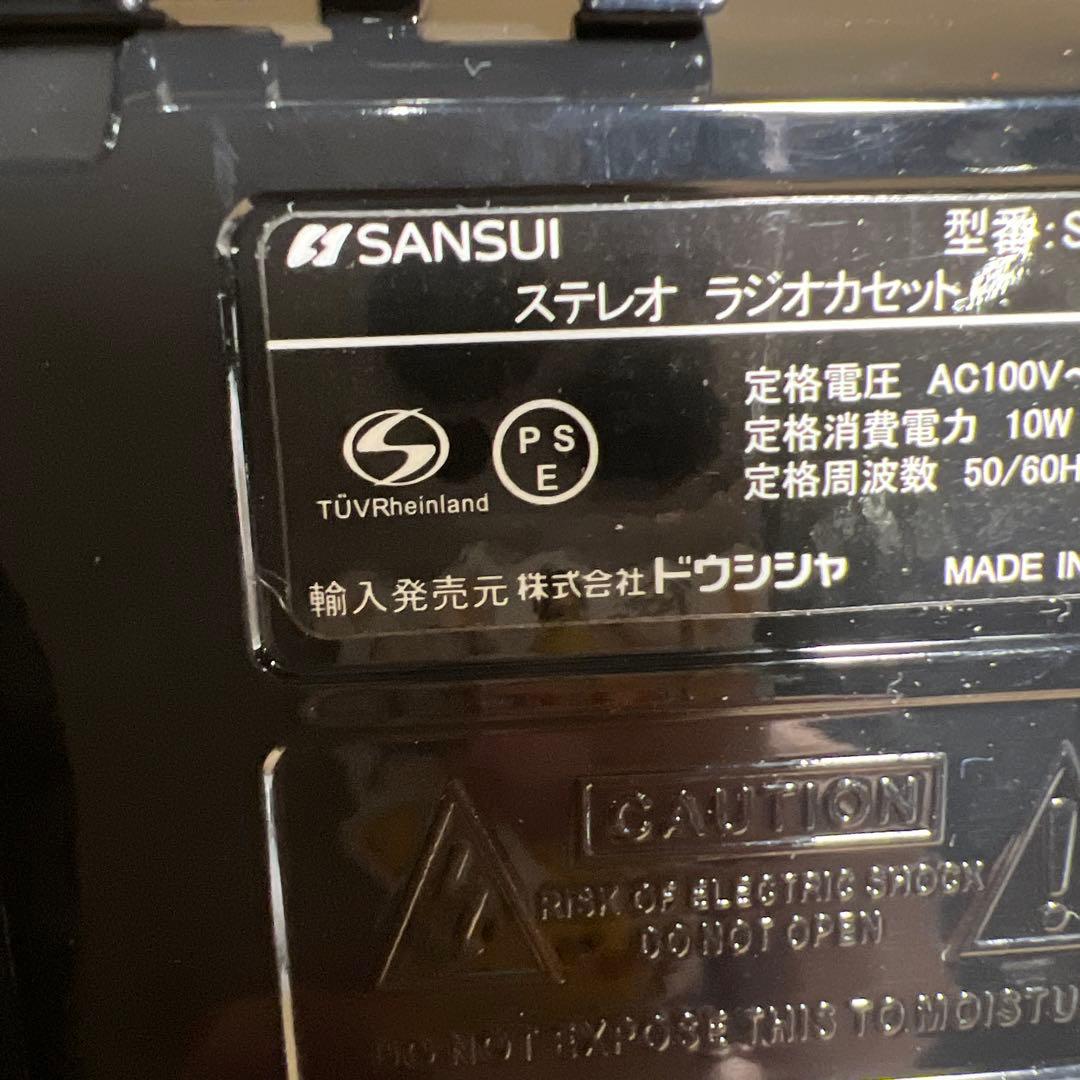 SANSUI 型番:S
ステレオ ラジオカセット
定格電圧 AC100V~
定格消費電力 10W
定格周波数 50/60H
PSE
TÜVRheinland
輸入発売元 株式会社 ドウシシャ MADE IN
CAUTION
RISK OF ELECTRIC SHOCK
DO NOT OPEN
DO NOT EXPOSE THIS TO MOISTU